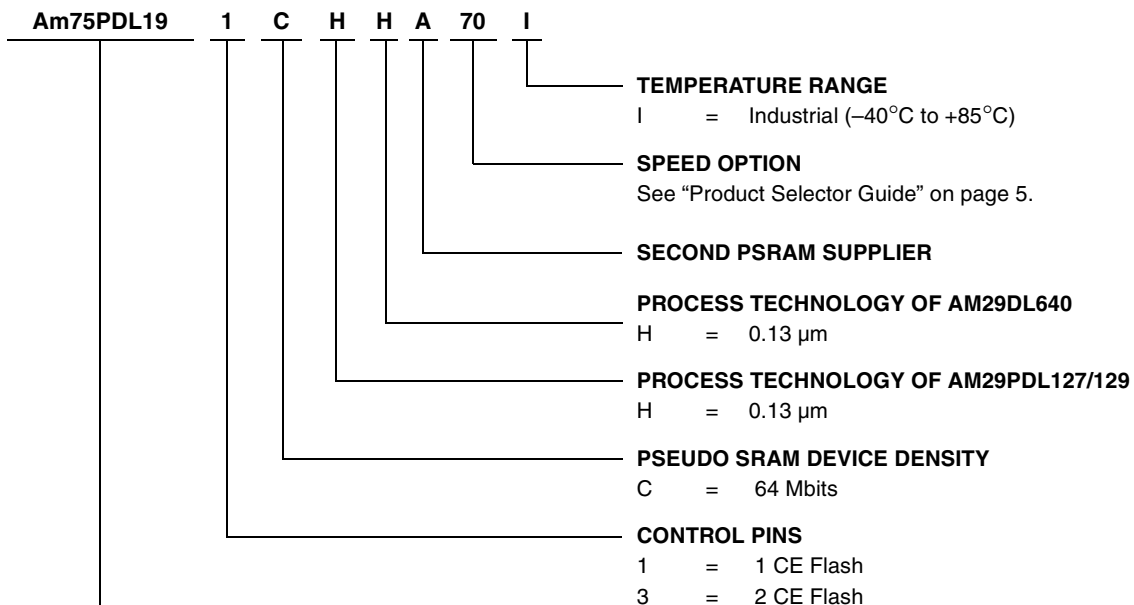 Am75PDL19 1 C H H A 70 I
TEMPERATURE RANGE
I = Industrial (–40°C to +85°C)
SPEED OPTION
See “Product Selector Guide” on page 5.
SECOND PSRAM SUPPLIER
PROCESS TECHNOLOGY OF AM29DL640
H = 0.13 µm
PROCESS TECHNOLOGY OF AM29PDL127/129
H = 0.13 µm
PSEUDO SRAM DEVICE DENSITY
C = 64 Mbits
CONTROL PINS
1 = 1 CE Flash
3 = 2 CE Flash